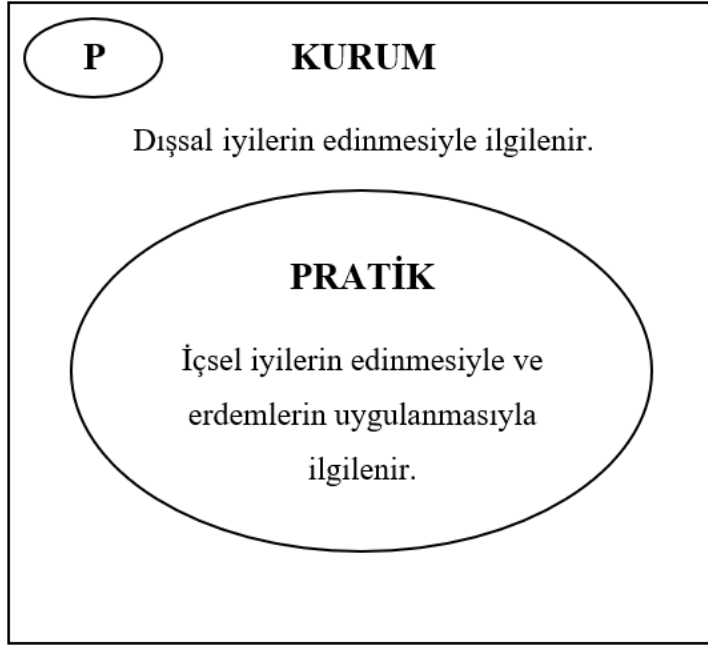 P
KURUM
Dışsal iyilerin edinmesiyle ilgilenir.
PRATİK
İçsel iyilerin edinmesiyle ve
erdemlerin uygulanmasıyla
ilgilenir.